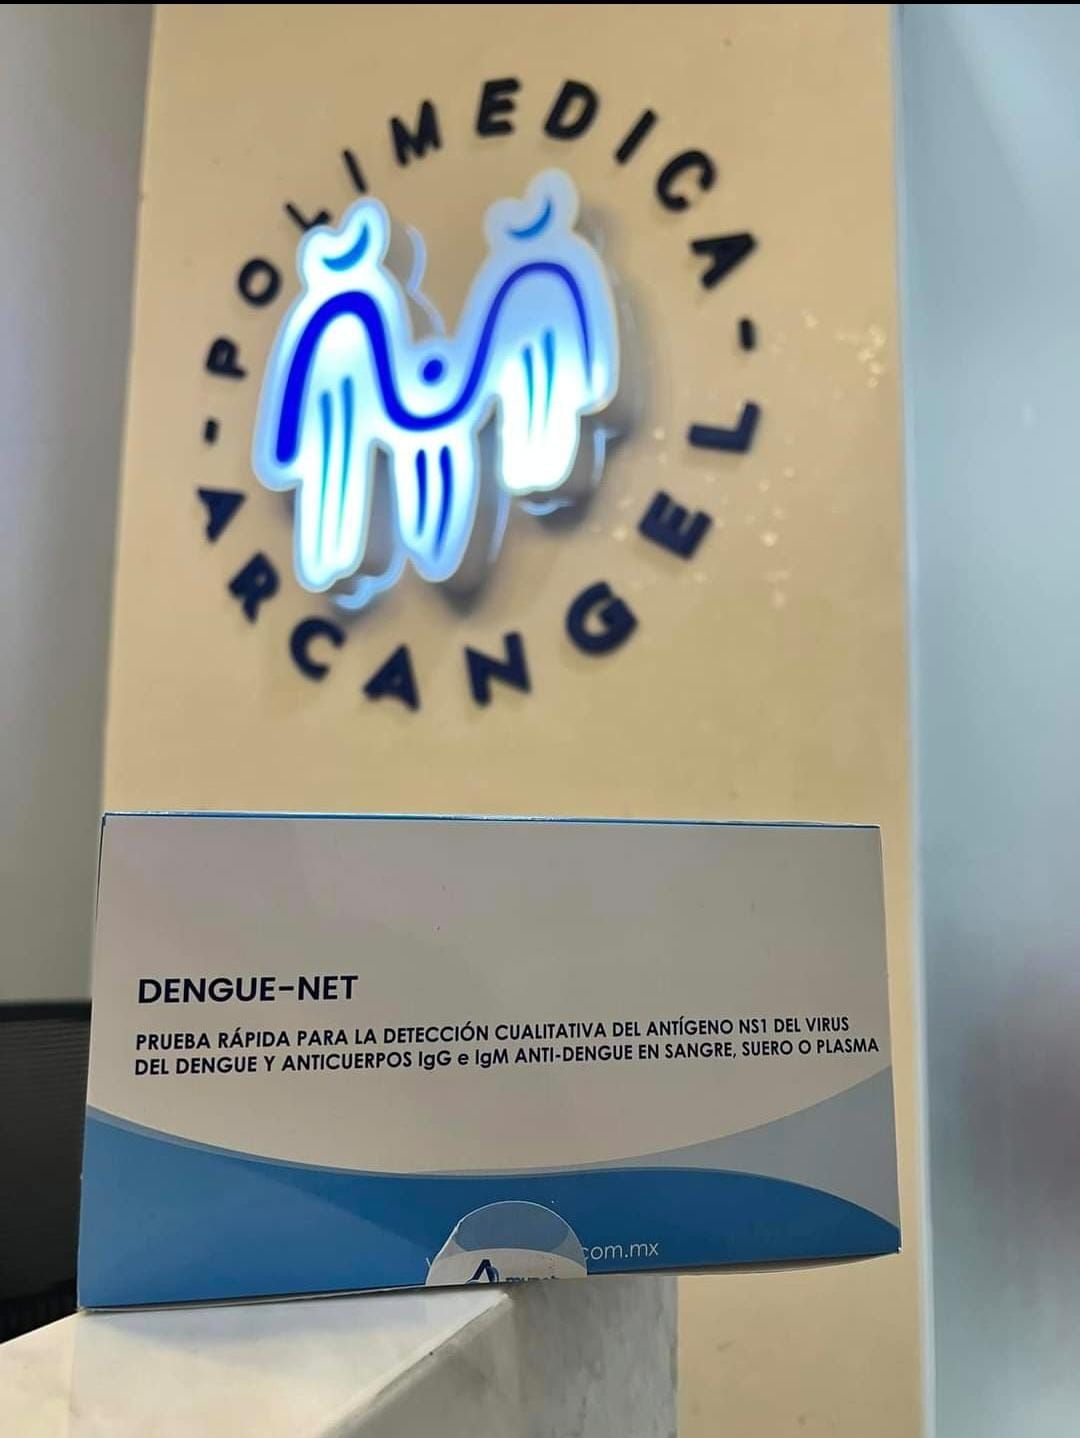 POLIMEDICA
ARCANGEL
DENGUE-NET
PRUEBA RÁPIDA PARA LA DETECCIÓN CUALITATIVA DEL ANTÍGENO NS1 DEL VIRUS
DEL DENGUE Y ANTICUERPOS IgG e IgM ANTI-DENGUE EN SANGRE, SUERO O PLASMA
.com.mx